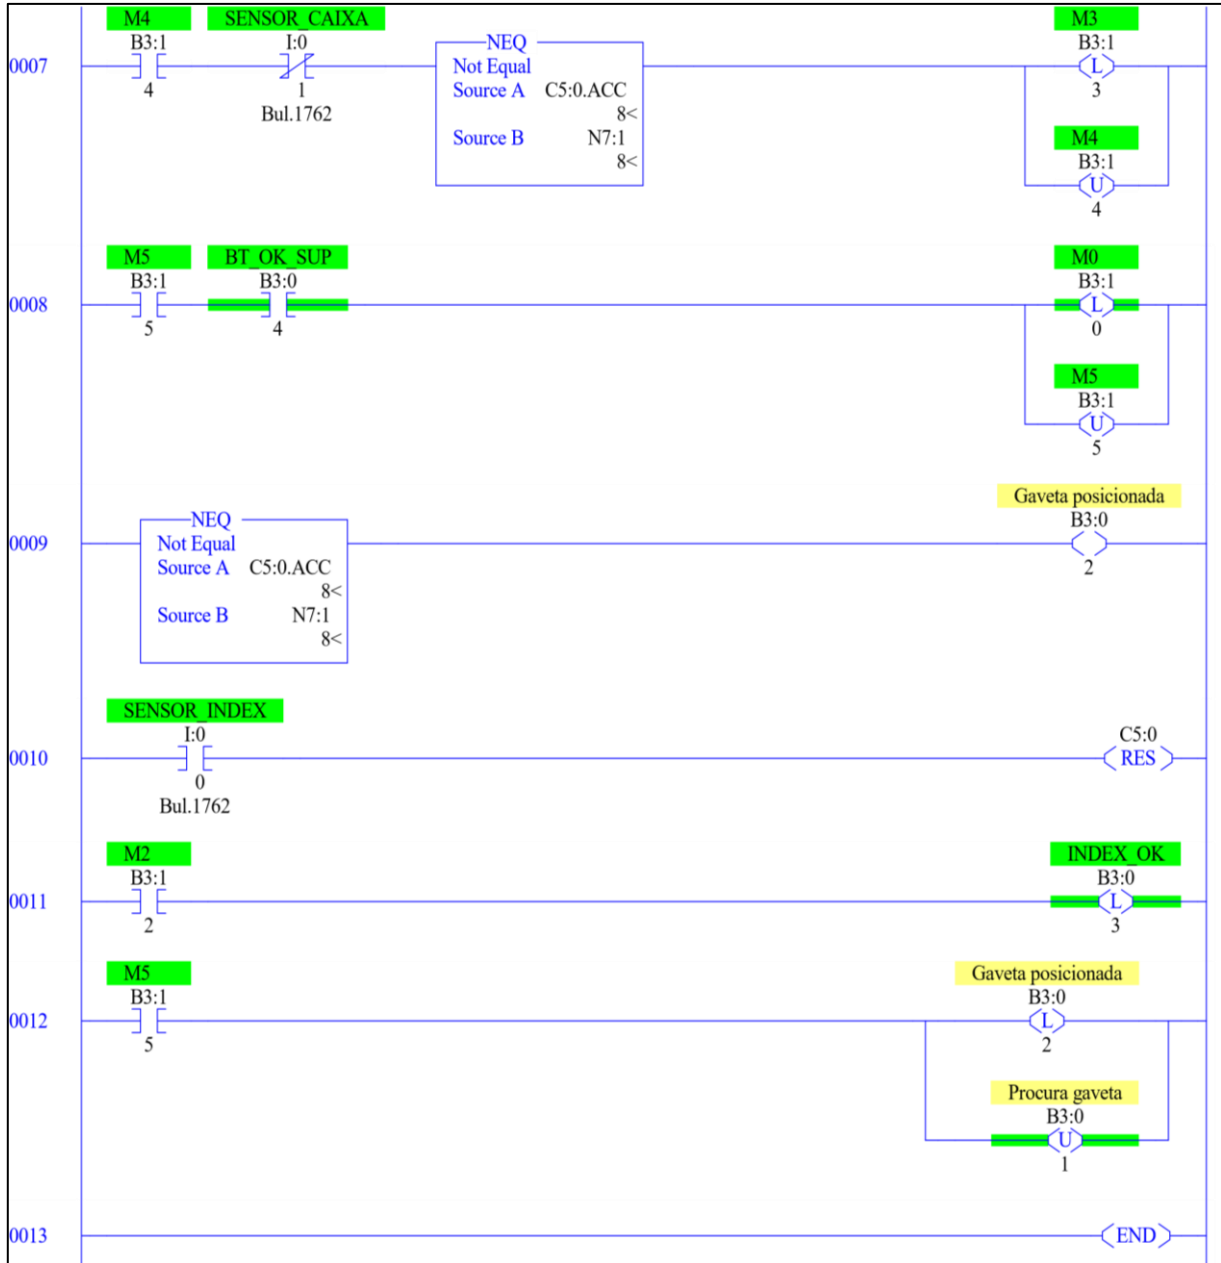 M4 SENSOR_CAIXA M3
B3:1 I:0 NEQ B3:1
0007 Not Equal L
4 1 Source A C5:0.ACC 3
Bul.1762 8<
Source B N7:1 M4
8< B3:1
U
4
M5 BT_OK_SUP M0
B3:1 B3:0 B3:1
0008 L
5 4 0
M5
B3:1
U
5
Gaveta posicionada
NEQ B3:0
0009 Not Equal
Source A C5:0.ACC 2
8<
Source B N7:1
8<
SENSOR_INDEX
I:0 C5:0
0010 RES
0
Bul.1762
M2 INDEX_OK
B3:1 B3:0
0011 L
2 3
M5 Gaveta posicionada
B3:1 B3:0
0012 L
5 2
Procura gaveta
B3:0
U
1
0013 END